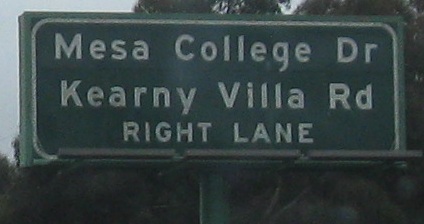 Mesa College Dr
Kearny Villa Rd
RIGHT LANE